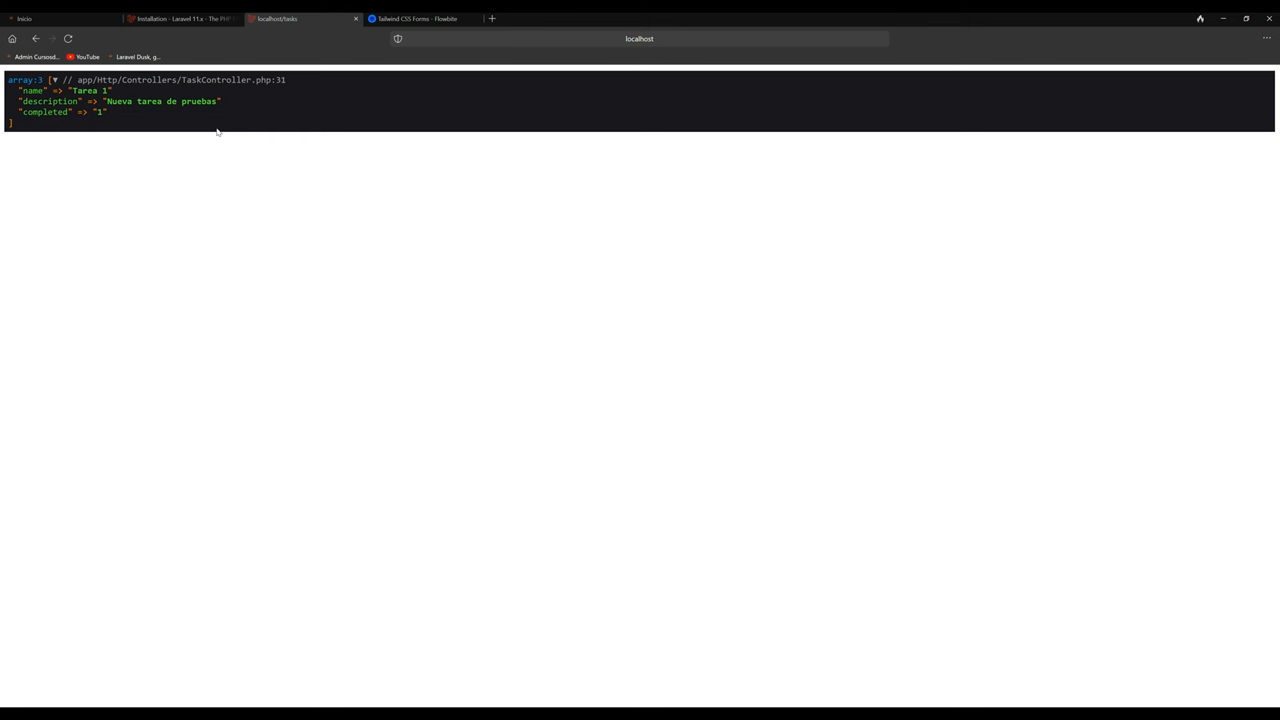 Inicio
Installation - Laravel 11.x - The PHP
localhost/tasks
Tailwind CSS Forms - Flowbite
localhost
Admin Cursosd...
YouTube
Laravel Dusk, g...
array:3 [▼ // app/Http/Controllers/TaskController.php:31
"name" => "Tarea 1"
"description" => "Nueva tarea de pruebas"
"completed" => "1"
]